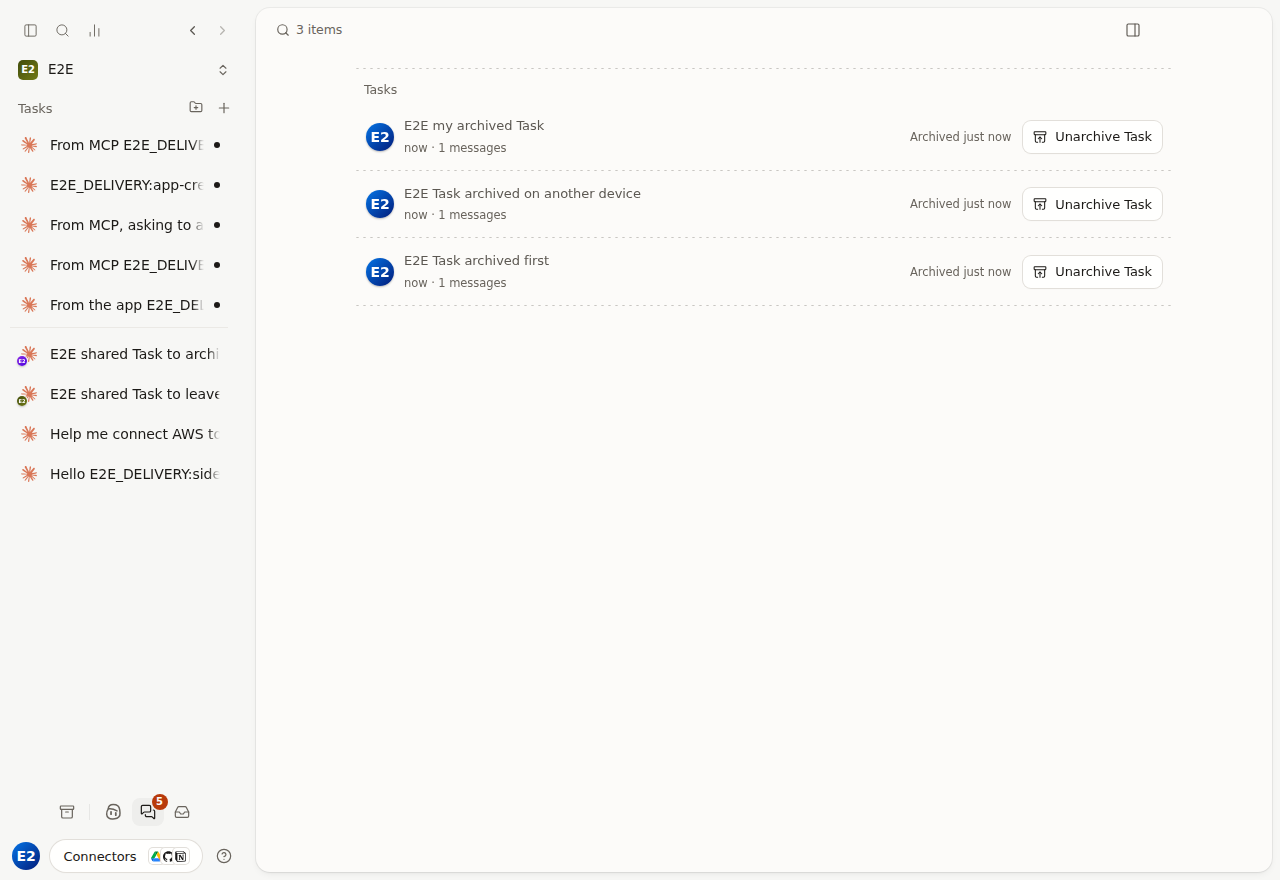 3 items
E2 E2E
Tasks
From MCP E2E_DELIVE
E2E_DELIVERY:app-cre
From MCP, asking to a
From MCP E2E_DELIVE
From the app E2E_DEL
E2 E2E shared Task to archi
E2 E2E shared Task to leave
Help me connect AWS to
Hello E2E_DELIVERY:side
5
E2 Connectors
Tasks
E2 E2E my archived Task
now · 1 messages
Archived just now Unarchive Task
E2 E2E Task archived on another device
now · 1 messages
Archived just now Unarchive Task
E2 E2E Task archived first
now · 1 messages
Archived just now Unarchive Task